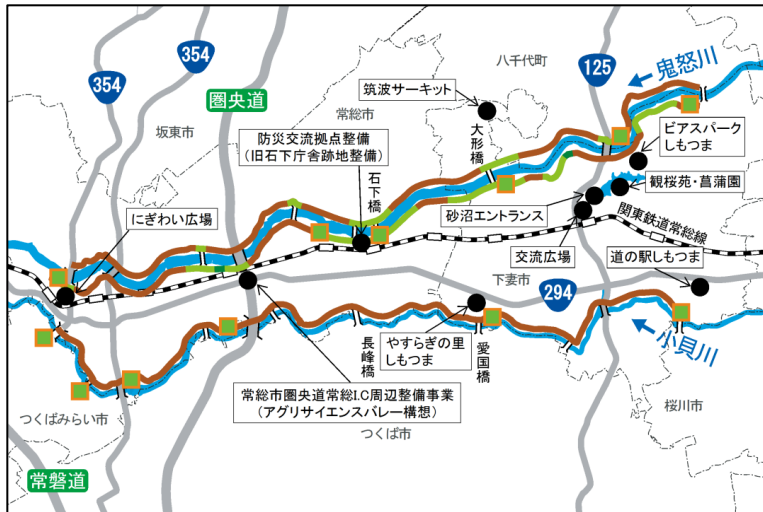 354
354
圏央道
坂東市
常総市
八千代町
125
鬼怒川
筑波サーキット
大形橋
ビアスパーク
しもつま
防災交流拠点整備
(旧石下庁舎跡地整備)
石下橋
観桜苑・菖蒲園
砂沼エントランス
交流広場
関東鉄道常総線
にぎわい広場
下妻市
道の駅しもつま
294
小貝川
長峰橋
やすらぎの里
しもつま
愛国橋
常総市圏央道常総I.C周辺整備事業
(アグリサイエンスバレー構想)
つくばみらい市
つくば市
桜川市
常磐道